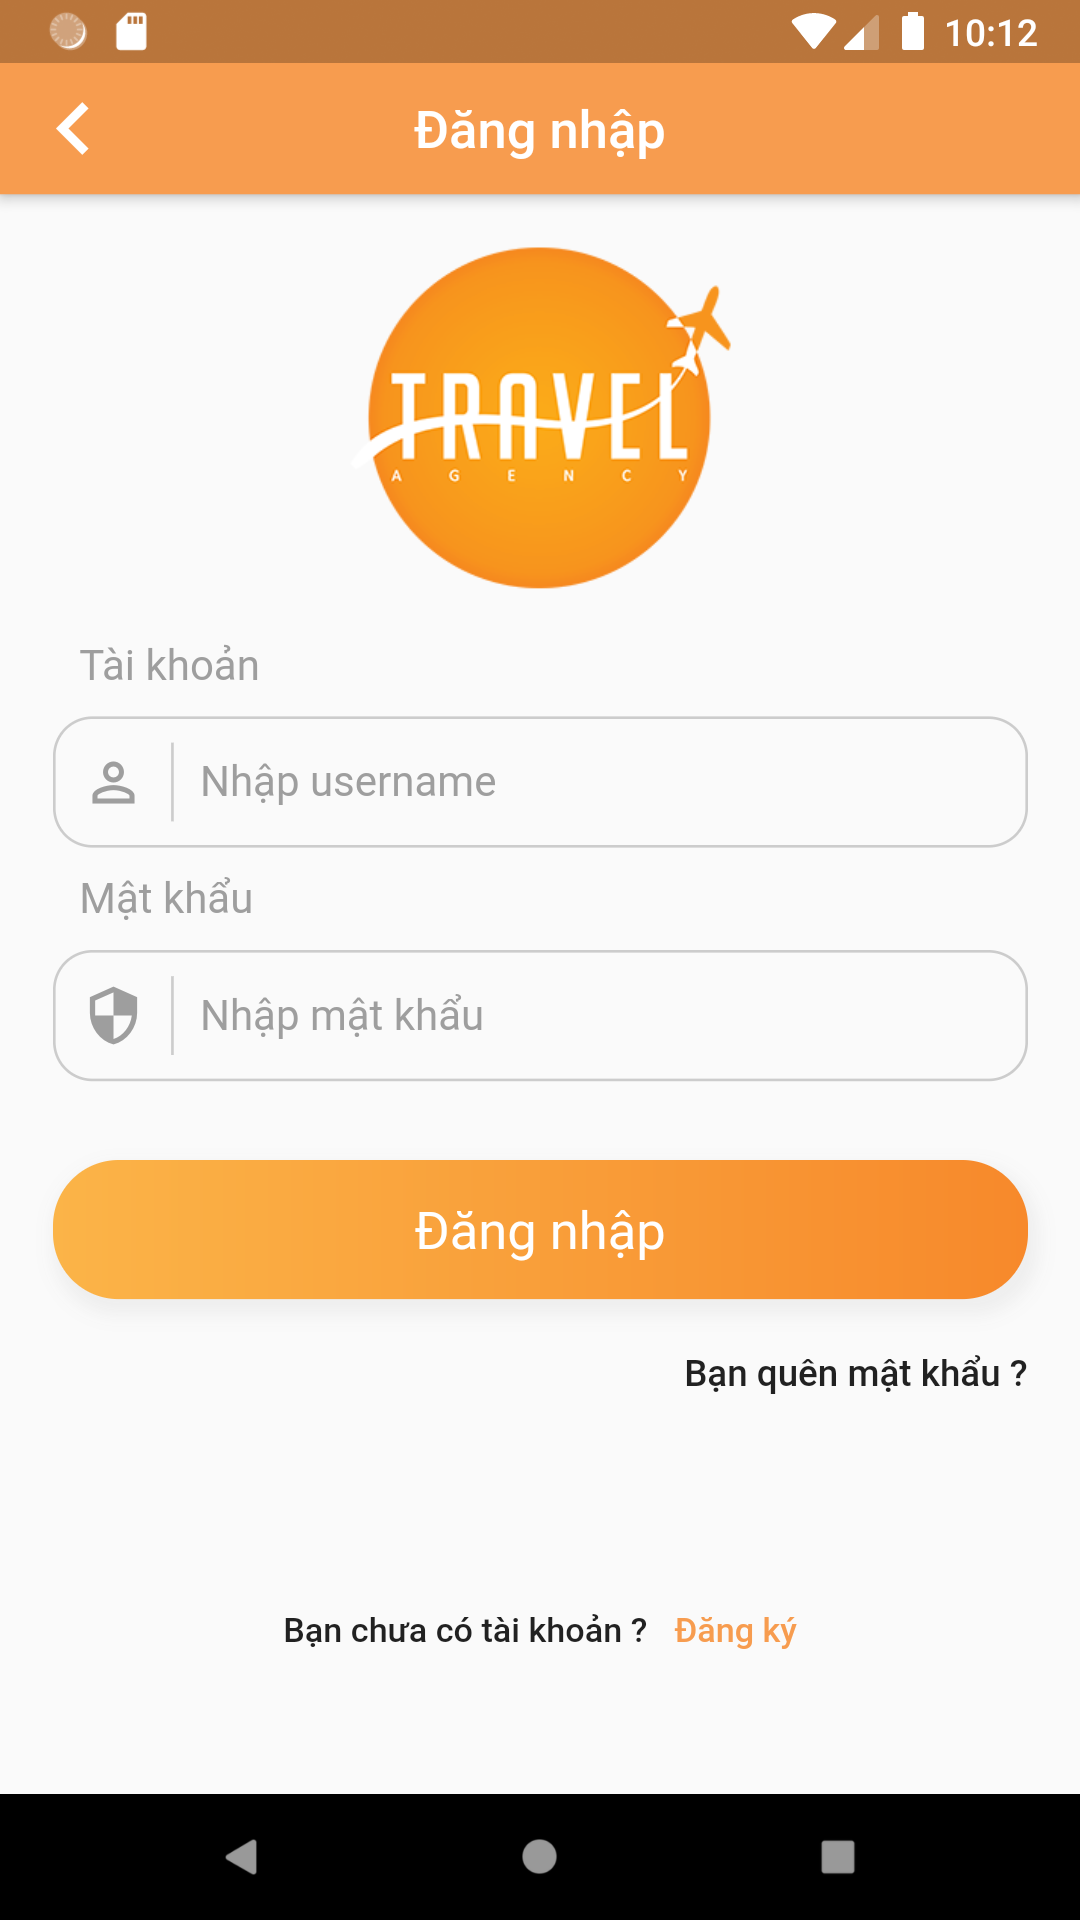 10:12
Đăng nhập
TRAVEL
AGENCY
Tài khoản
Nhập username
Mật khẩu
Nhập mật khẩu
Đăng nhập
Bạn quên mật khẩu ?
Bạn chưa có tài khoản ? Đăng ký